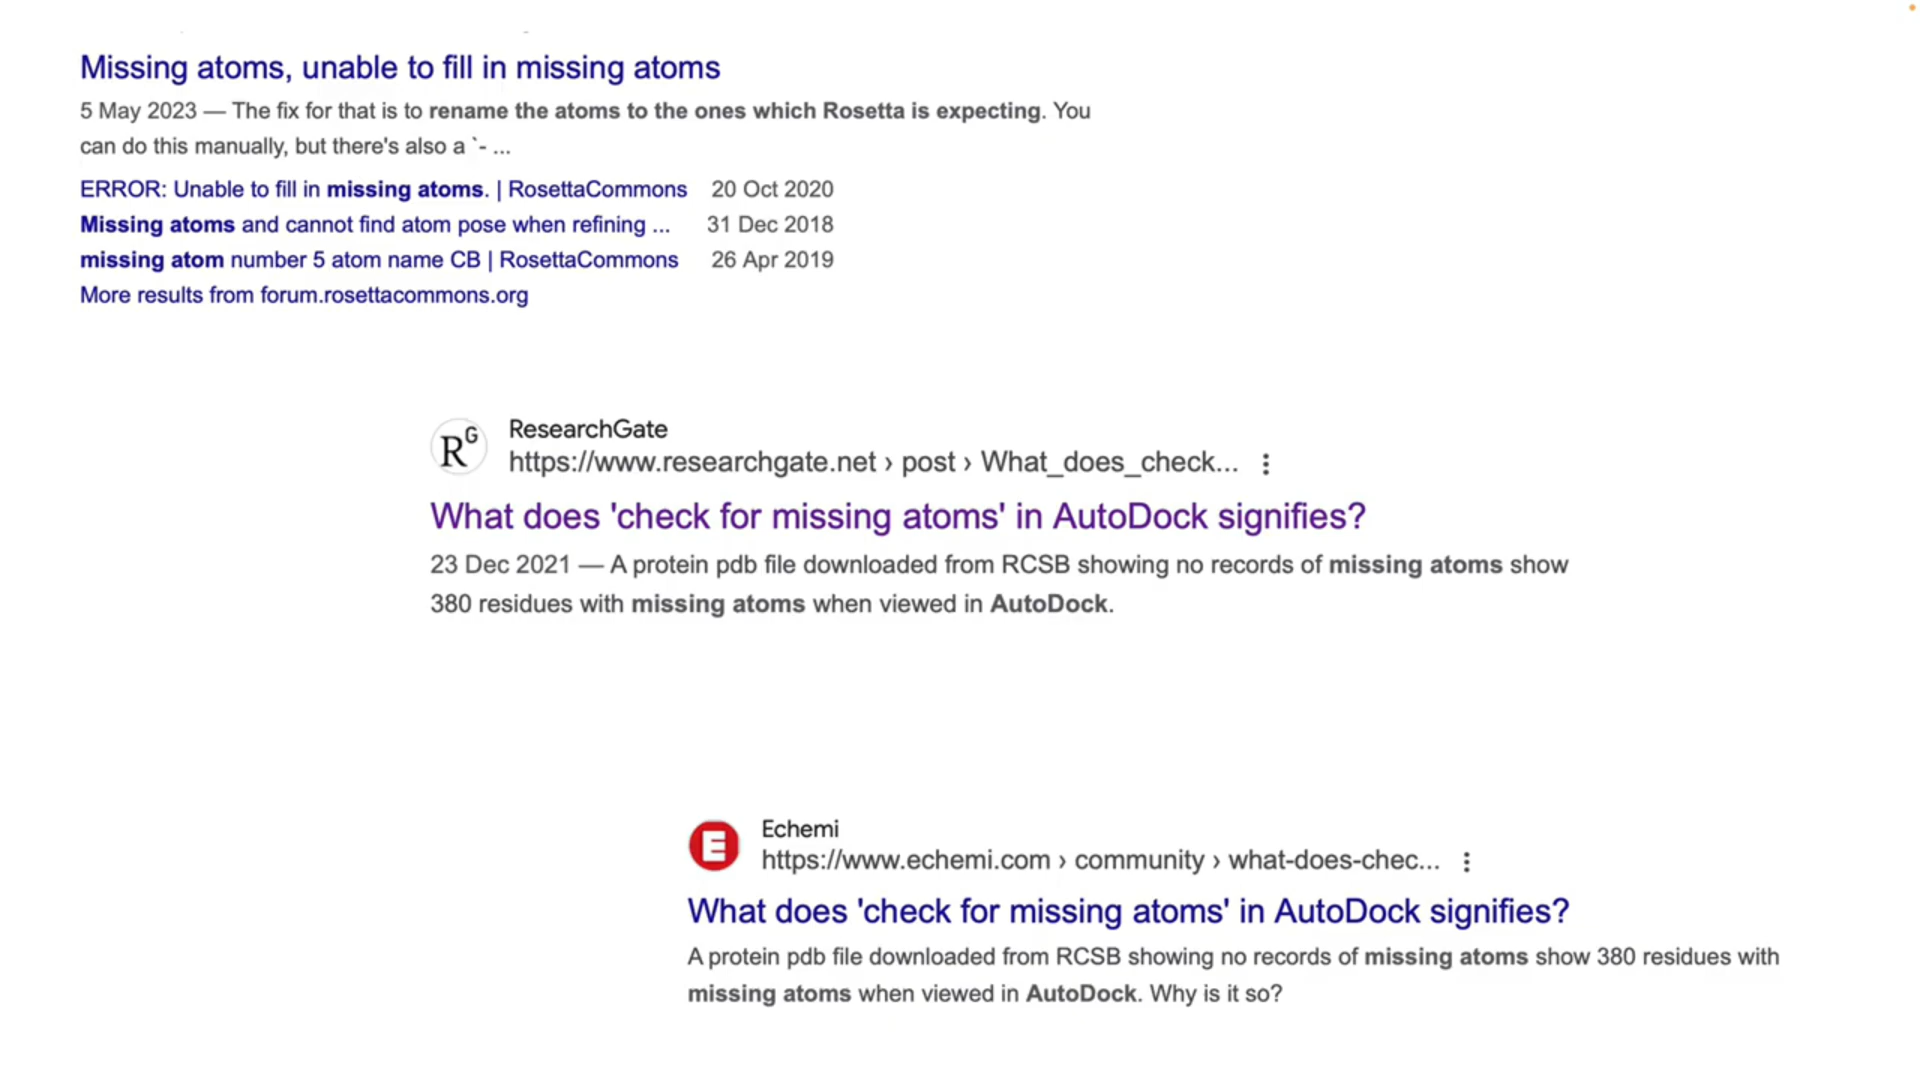 Missing atoms, unable to fill in missing atoms
5 May 2023 — The fix for that is to rename the atoms to the ones which Rosetta is expecting. You
can do this manually, but there's also a `- ...
ERROR: Unable to fill in missing atoms. | RosettaCommons 20 Oct 2020
Missing atoms and cannot find atom pose when refining ... 31 Dec 2018
missing atom number 5 atom name CB | RosettaCommons 26 Apr 2019
More results from forum.rosettacommons.org
RG
ResearchGate
https://www.researchgate.net › post › What_does_check...
What does 'check for missing atoms' in AutoDock signifies?
23 Dec 2021 — A protein pdb file downloaded from RCSB showing no records of missing atoms show
380 residues with missing atoms when viewed in AutoDock.
E
Echemi
https://www.echemi.com › community › what-does-chec...
What does 'check for missing atoms' in AutoDock signifies?
A protein pdb file downloaded from RCSB showing no records of missing atoms show 380 residues with
missing atoms when viewed in AutoDock. Why is it so?